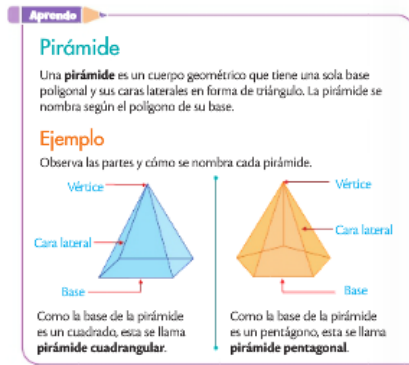 Aprendo
Pirámide
Una pirámide es un cuerpo geométrico que tiene una sola base
poligonal y sus caras laterales en forma de triángulo. La pirámide se
nombra según el polígono de su base.
Ejemplo
Observa las partes y cómo se nombra cada pirámide.
Vértice
Cara lateral
Base
Como la base de la pirámide
es un cuadrado, esta se llama
pirámide cuadrangular.
Vértice
Cara lateral
Base
Como la base de la pirámide
es un pentágono, esta se llama
pirámide pentagonal.